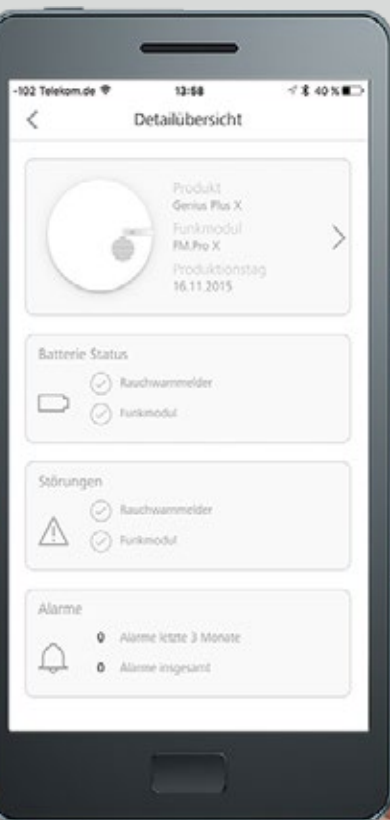 -102 Telekom.de 13:58 40 %
Detailübersicht
Produkt
Genius Plus X
Funkmodul
FM.Pro X
Produktionstag
16.11.2015
Batterie Status
Rauchwarnmelder
Funkmodul
Störungen
Rauchwarnmelder
Funkmodul
Alarme
0 Alarme letzte 3 Monate
0 Alarme insgesamt